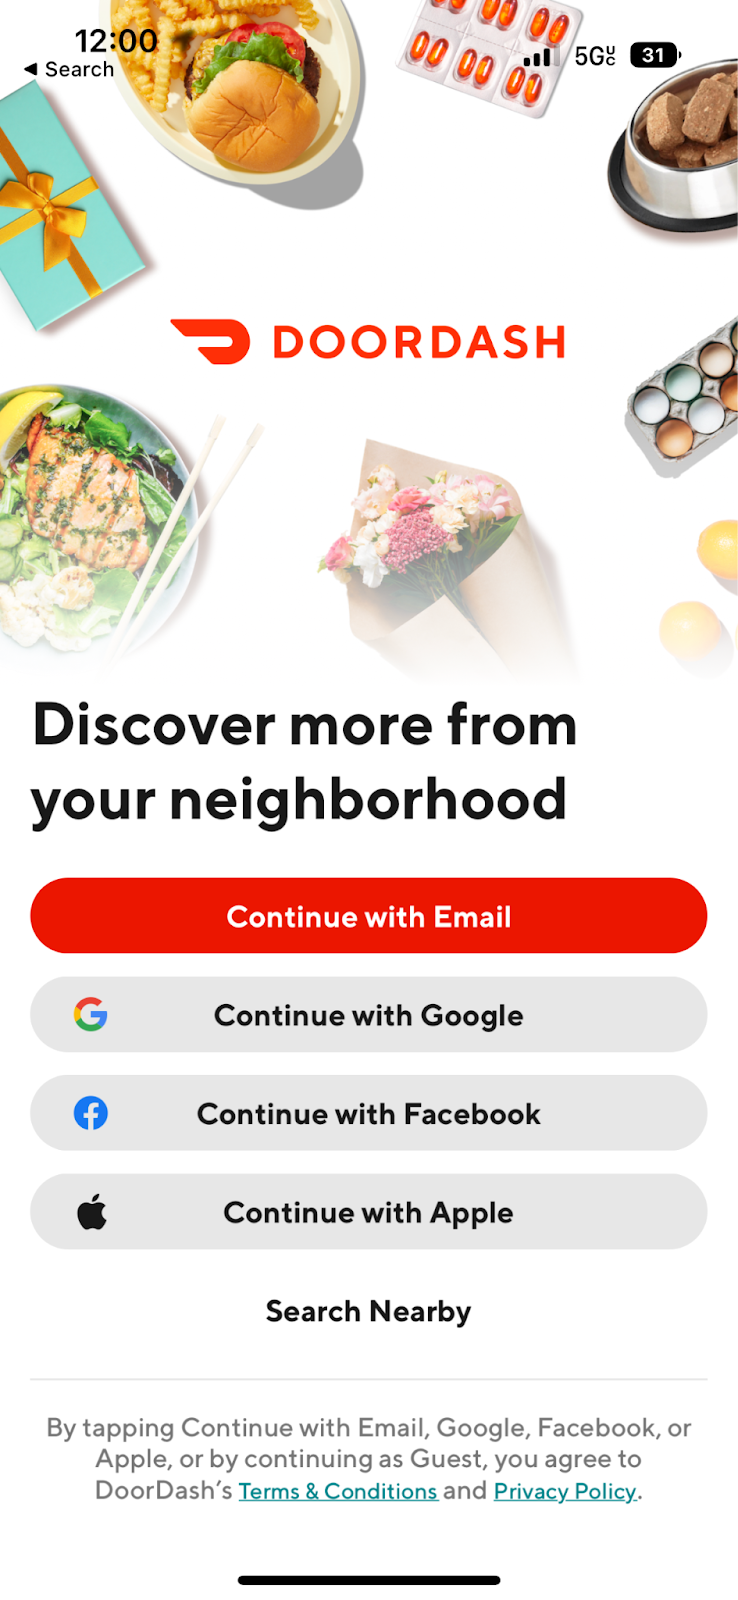 12:00
5G
31
◀ Search
DOORDASH
Discover more from
your neighborhood
Continue with Email
Continue with Google
Continue with Facebook
Continue with Apple
Search Nearby
By tapping Continue with Email, Google, Facebook, or
Apple, or by continuing as Guest, you agree to
DoorDash’s Terms & Conditions and Privacy Policy.